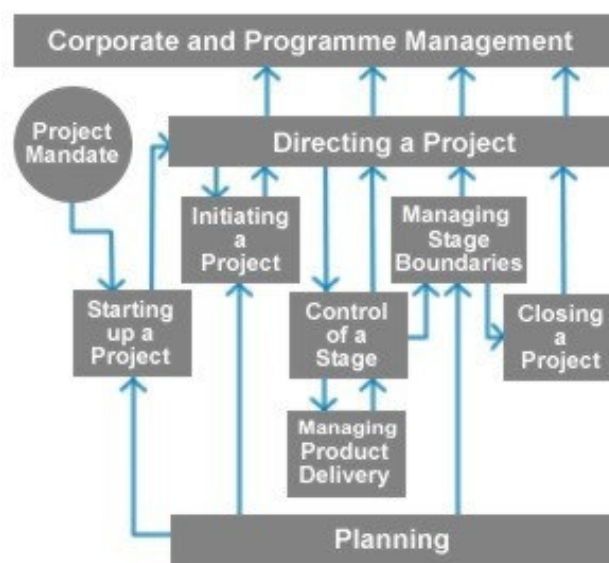 Corporate and Programme Management
Project
Mandate
Directing a Project
Initiating
a
Project
Managing
Stage
Boundaries
Starting
up a
Project
Control
of a
Stage
Closing
a
Project
Managing
Product
Delivery
Planning